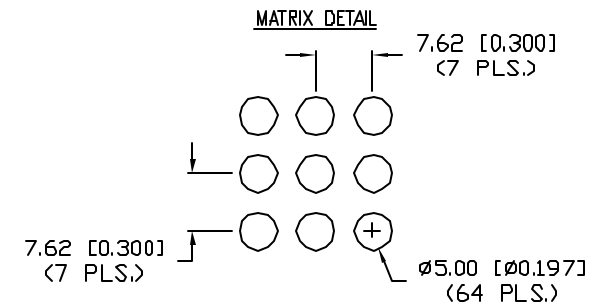 MATRIX DETAIL
7.62 [0.300]
(7 PLS.)
7.62 [0.300]
(7 PLS.)
ø5.00 [ø0.197]
(64 PLS.)